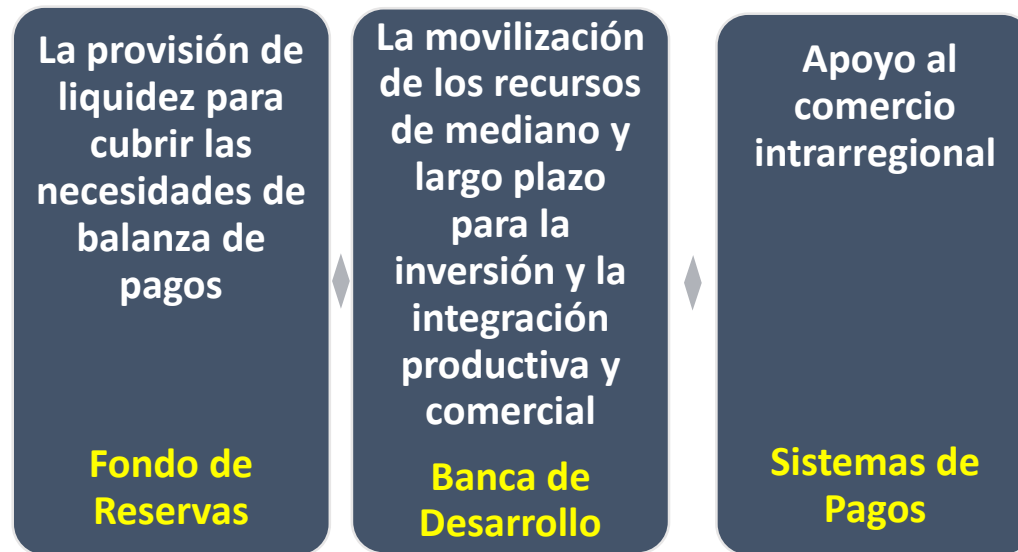 La provisión de
liquidez para
cubrir las
necesidades de
balanza de
pagos
Fondo de
Reservas
La movilización
de los recursos
de mediano y
largo plazo
para la
inversión y la
integración
productiva y
comercial
Banca de
Desarrollo
Apoyo al
comercio
intrarregional
Sistemas de
Pagos